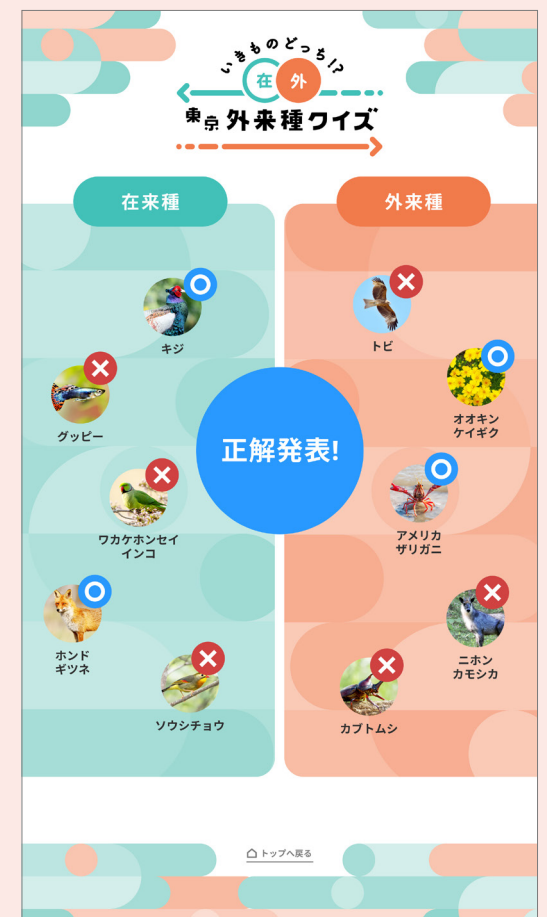 いきものどっち!?
在 外
東京外来種クイズ
在来種
外来種
キジ
トビ
グッピー
オオキン
ケイギク
正解発表!
ワカケホンセイ
インコ
アメリカ
ザリガニ
ホンド
ギツネ
ニホン
カモシカ
ソウシチョウ
カブトムシ
トップへ戻る